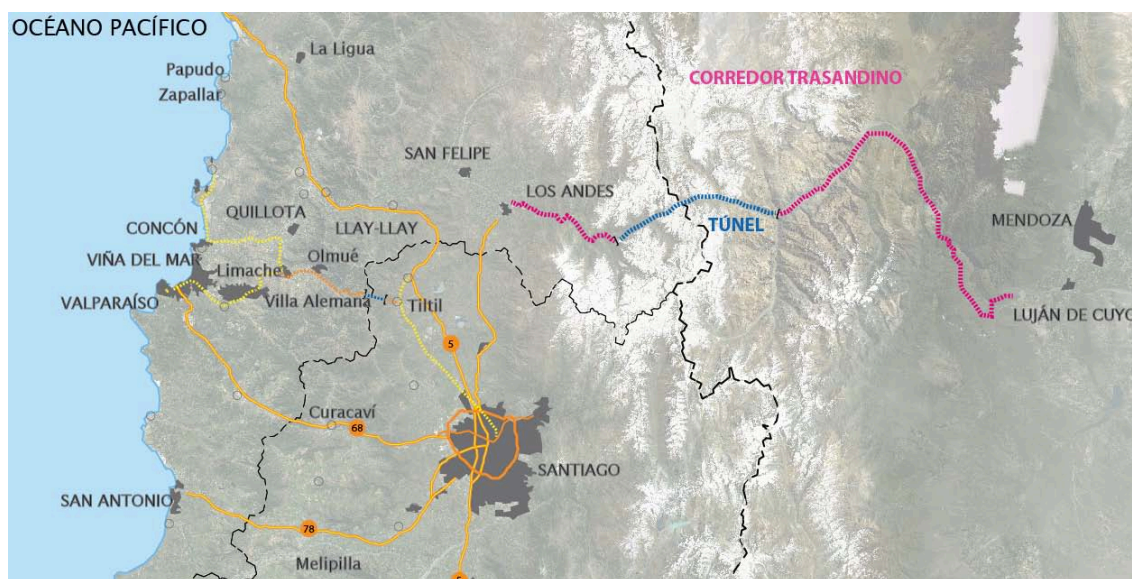 OCÉANO PACÍFICO
La Ligua
Papudo
Zapallar
CORREDOR TRASANDINO
SAN FELIPE
LOS ANDES
QUILLOTA
CONCÓN
LLAY-LLAY
TÚNEL
MENDOZA
VIÑA DEL MAR
Limache
Olmué
VALPARAÍSO
Villa Alemana
Tiltil
LUJÁN DE CUYO
5
Curacaví
68
SANTIAGO
SAN ANTONIO
78
Melipilla
5